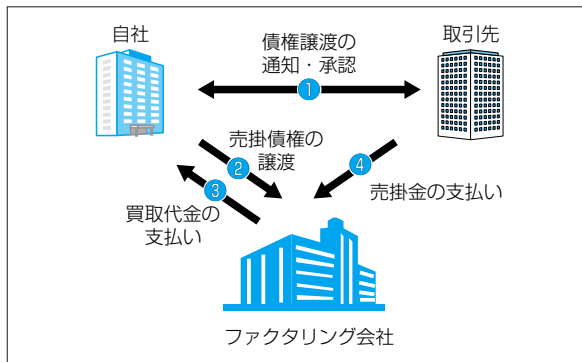 自社
取引先
債権譲渡の
通知・承認
1
売掛債権の
譲渡
2
4
売掛金の支払い
3
買取代金の
支払い
ファクタリング会社